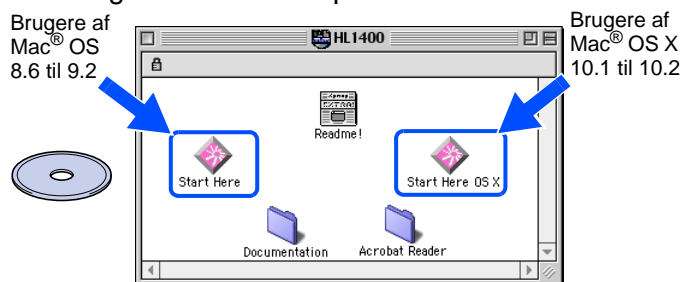 Brugere af
Mac® OS
8.6 til 9.2
HL1400
Brugere af
Mac® OS X
10.1 til 10.2
EXTRA!
Readme!
Start Here
Start Here OS X
Documentation
Acrobat Reader